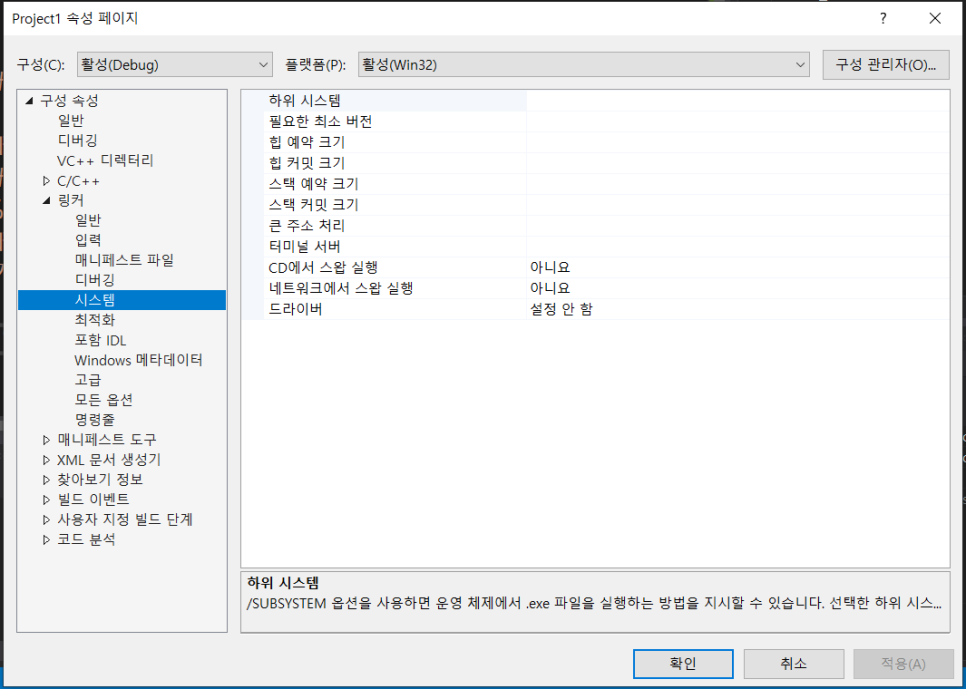 Project1 속성 페이지
?
구성(C):
활성(Debug)
플랫폼(P):
활성(Win32)
구성 관리자(O)...
구성 속성
일반
디버깅
VC++ 디렉터리
C/C++
링커
일반
입력
매니페스트 파일
디버깅
시스템
최적화
포함 IDL
Windows 메타데이터
고급
모든 옵션
명령줄
매니페스트 도구
XML 문서 생성기
찾아보기 정보
빌드 이벤트
사용자 지정 빌드 단계
코드 분석
하위 시스템
필요한 최소 버전
힙 예약 크기
힙 커밋 크기
스택 예약 크기
스택 커밋 크기
큰 주소 처리
터미널 서버
CD에서 스왑 실행 아니요
네트워크에서 스왑 실행 아니요
드라이버 설정 안 함
하위 시스템
/SUBSYSTEM 옵션을 사용하면 운영 체제에서 .exe 파일을 실행하는 방법을 지시할 수 있습니다. 선택한 하위 시스...
확인
취소
적용(A)